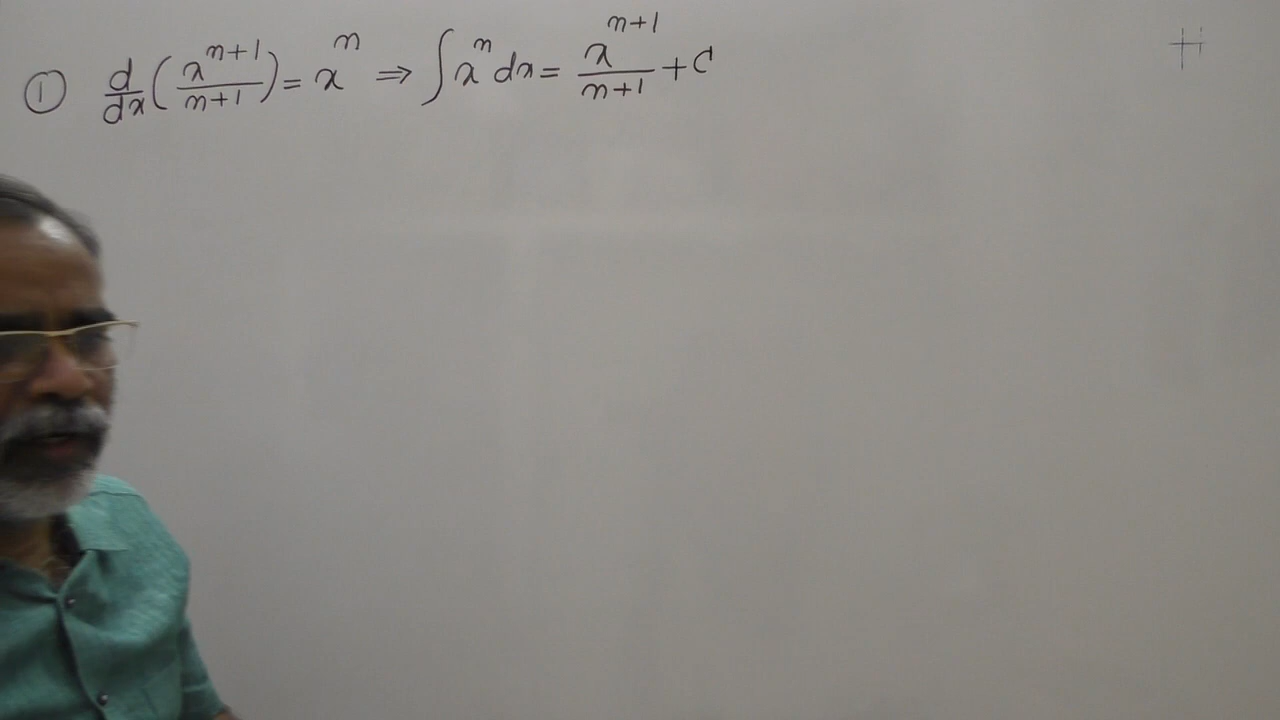 ① d/dx (x^{n+1}/n+1) = x^n ⇒ ∫ x^n dx = x^{n+1}/n+1 + C